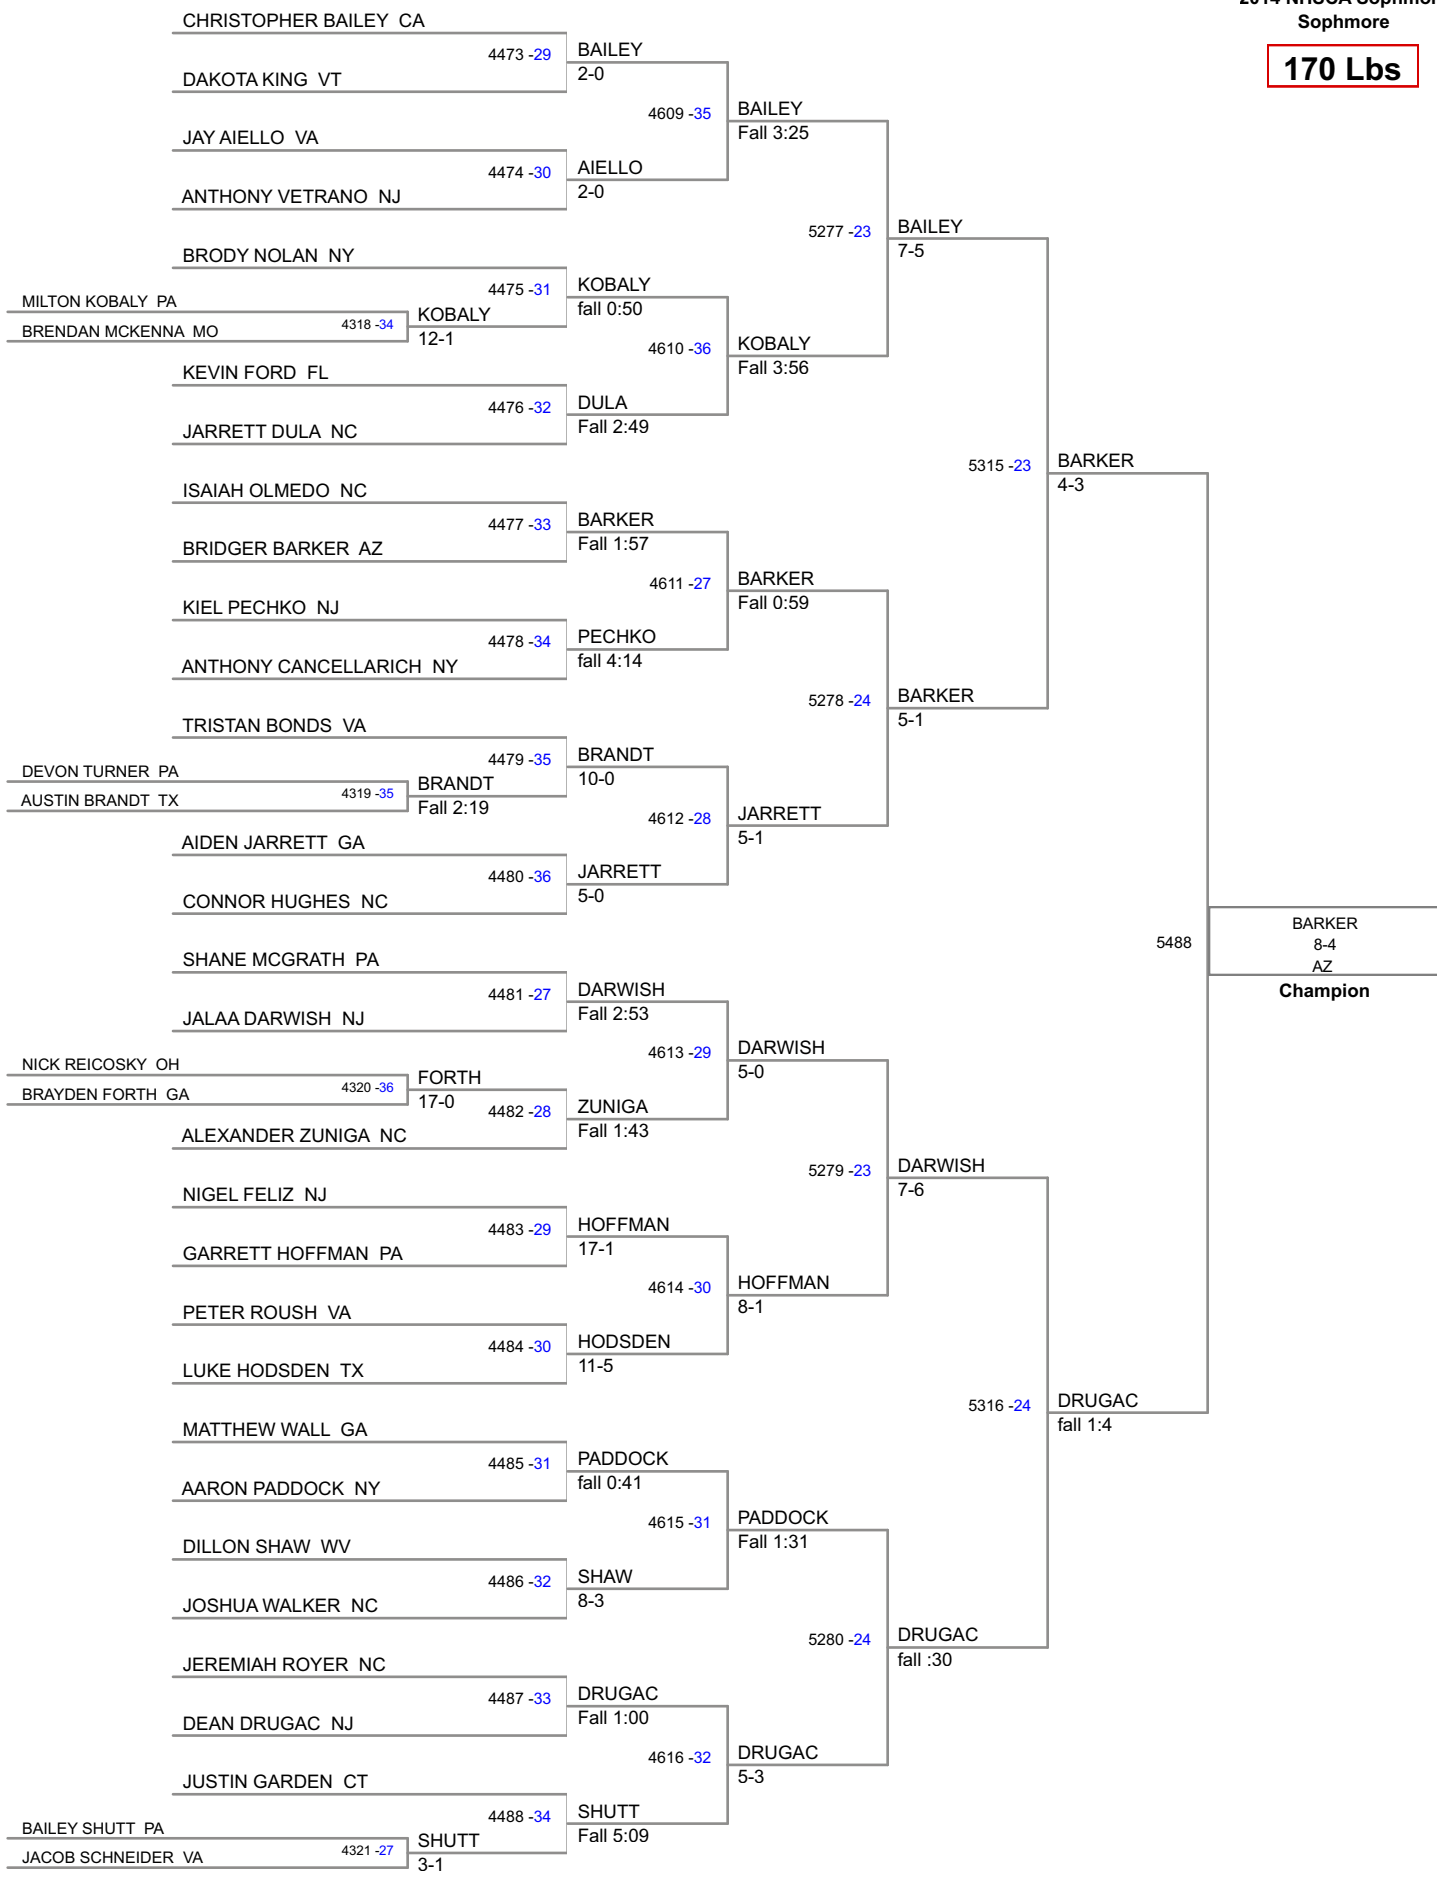 Sophmore
170 Lbs
CHRISTOPHER BAILEY CA
4473 -29
BAILEY
2-0
DAKOTA KING VT
4609 -35
BAILEY
Fall 3:25
JAY AIELLO VA
4474 -30
AIELLO
2-0
ANTHONY VETRANO NJ
5277 -23
BAILEY
7-5
BRODY NOLAN NY
4475 -31
KOBALY
fall 0:50
MILTON KOBALY PA
BRENDAN MCKENNA MO
4318 -34
KOBALY
12-1
4610 -36
KOBALY
Fall 3:56
KEVIN FORD FL
4476 -32
DULA
Fall 2:49
JARRETT DULA NC
5315 -23
BARKER
4-3
ISAIAH OLMEDO NC
4477 -33
BARKER
Fall 1:57
BRIDGER BARKER AZ
4611 -27
BARKER
Fall 0:59
KIEL PECHKO NJ
4478 -34
PECHKO
fall 4:14
ANTHONY CANCELLARICH NY
5278 -24
BARKER
5-1
TRISTAN BONDS VA
4479 -35
BRANDT
10-0
DEVON TURNER PA
AUSTIN BRANDT TX
4319 -35
BRANDT
Fall 2:19
4612 -28
JARRETT
5-1
AIDEN JARRETT GA
4480 -36
JARRETT
5-0
CONNOR HUGHES NC
5488
BARKER
8-4
AZ
Champion
SHANE MCGRATH PA
4481 -27
DARWISH
Fall 2:53
JALAA DARWISH NJ
4613 -29
DARWISH
5-0
NICK REICOSKY OH
BRAYDEN FORTH GA
4320 -36
FORTH
17-0
4482 -28
ZUNIGA
Fall 1:43
ALEXANDER ZUNIGA NC
5279 -23
DARWISH
7-6
NIGEL FELIZ NJ
4483 -29
HOFFMAN
17-1
GARRETT HOFFMAN PA
4614 -30
HOFFMAN
8-1
PETER ROUSH VA
4484 -30
HODSDEN
11-5
LUKE HODSDEN TX
5316 -24
DRUGAC
fall 1:4
MATTHEW WALL GA
4485 -31
PADDOCK
fall 0:41
AARON PADDOCK NY
4615 -31
PADDOCK
Fall 1:31
DILLON SHAW WV
4486 -32
SHAW
8-3
JOSHUA WALKER NC
5280 -24
DRUGAC
fall :30
JEREMIAH ROYER NC
4487 -33
DRUGAC
Fall 1:00
DEAN DRUGAC NJ
4616 -32
DRUGAC
5-3
JUSTIN GARDEN CT
4488 -34
SHUTT
Fall 5:09
BAILEY SHUTT PA
JACOB SCHNEIDER VA
4321 -27
SHUTT
3-1